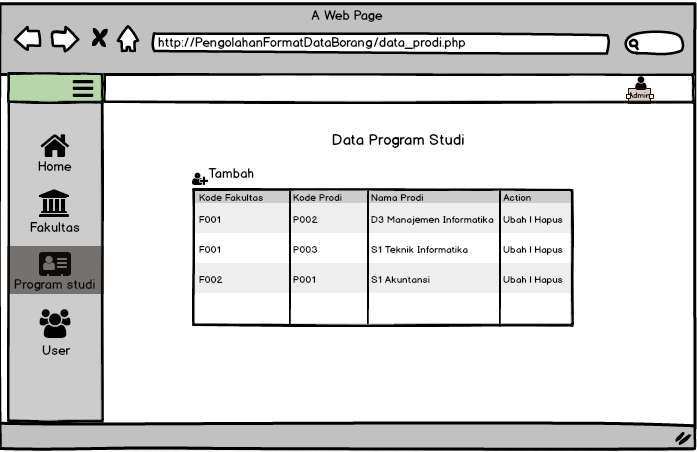 A Web Page
http://PengolahanFormatDataBorang/data_prodi.php
Admin
Home
Fakultas
Program studi
User
Data Program Studi
Tambah
Kode Fakultas Kode Prodi Nama Prodi Action
F001 P002 D3 Manajemen Informatika Ubah | Hapus
F001 P003 S1 Teknik Informatika Ubah | Hapus
F002 P001 S1 Akuntansi Ubah | Hapus